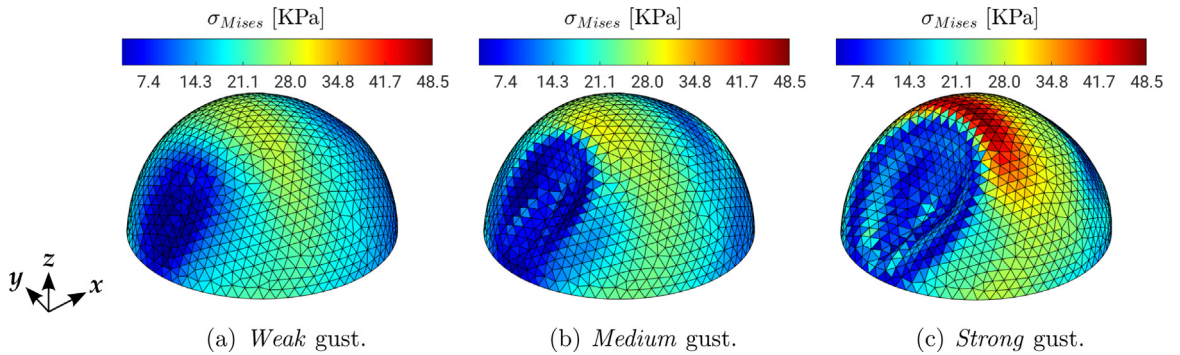 σ_Mises [KPa] σ_Mises [KPa] σ_Mises [KPa]
7.4 14.3 21.1 28.0 34.8 41.7 48.5 7.4 14.3 21.1 28.0 34.8 41.7 48.5 7.4 14.3 21.1 28.0 34.8 41.7 48.5
y z x
(a) Weak gust. (b) Medium gust. (c) Strong gust.